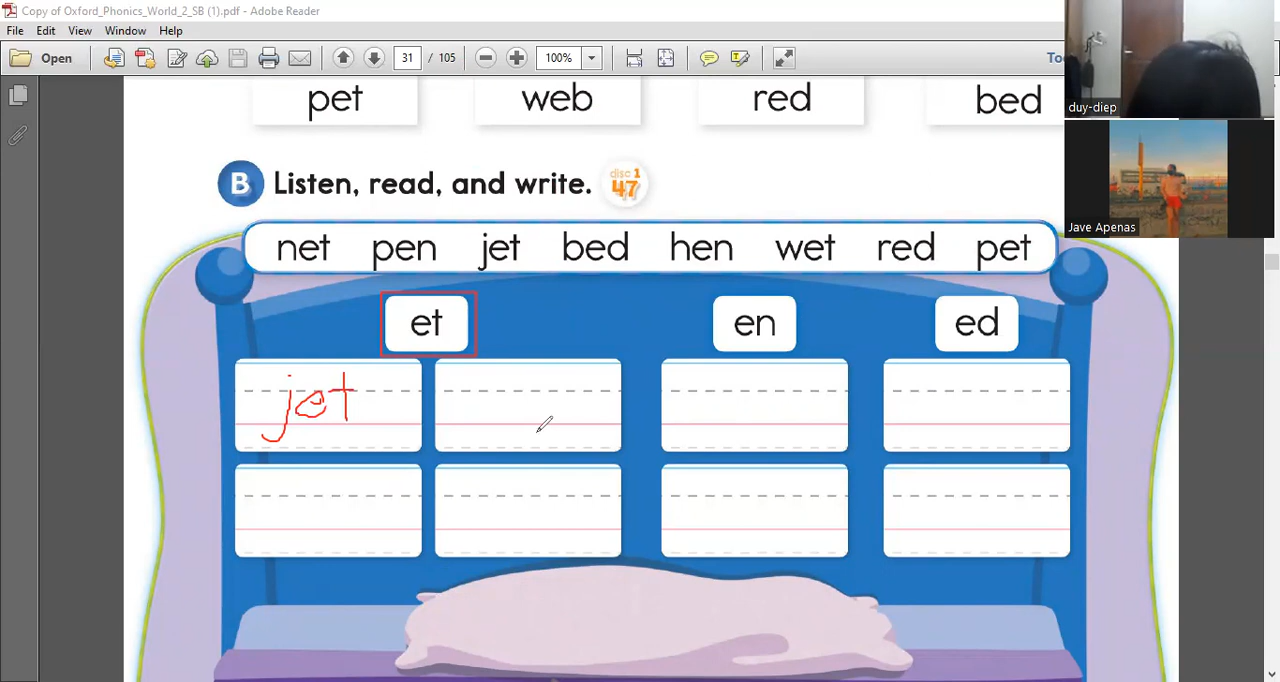 Copy of Oxford_Phonics_World_2_SB (1).pdf - Adobe Reader
File Edit View Window Help
Open 31 / 105 100%
duy-diep
pet web red bed
B Listen, read, and write. disc 1 47
Jave Apenas
net pen jet bed hen wet red pet
et en ed
jet